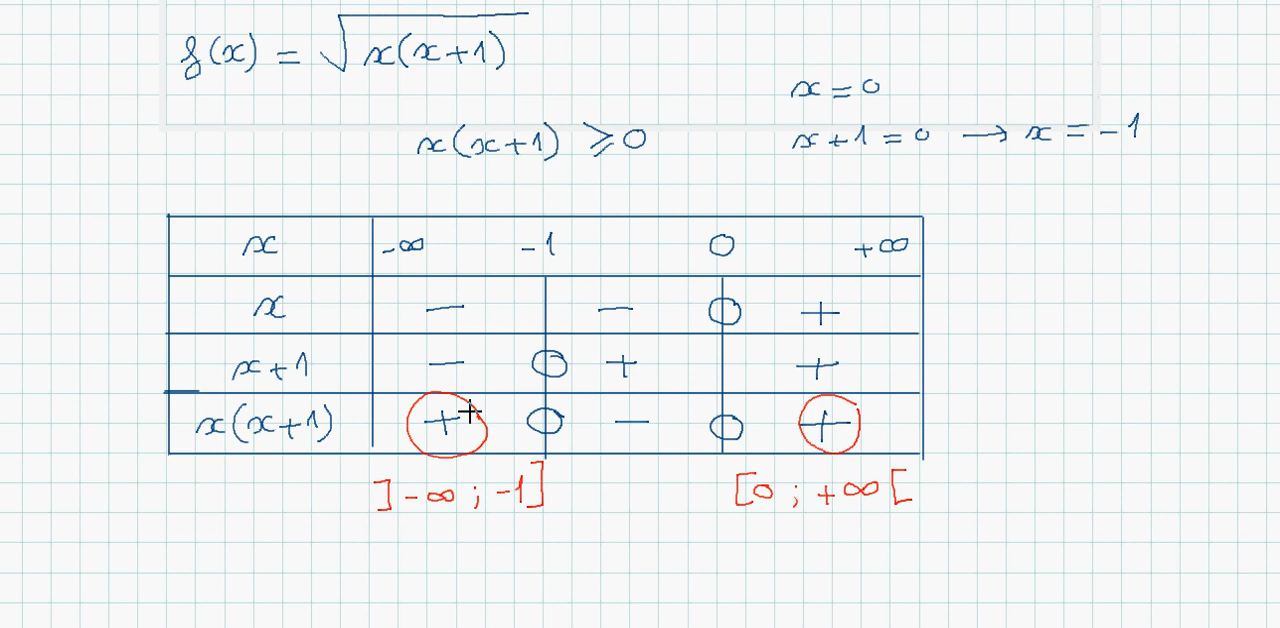 f(x) = √x(x+1)
x = 0
x(x+1) ⩾ 0
x+1 = 0 → x = -1
x -∞ -1 0 +∞
x - - 0 +
x+1 - 0 + +
x(x+1) + 0 - 0 +
]-∞ ; -1] [0 ; +∞[